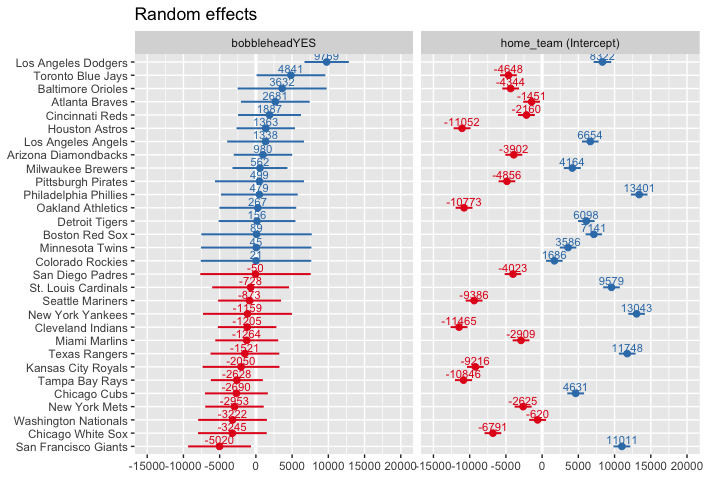 Random effects
bobbleheadYES home_team (Intercept)
Los Angeles Dodgers 9769 8322
Toronto Blue Jays 4841 -4648
Baltimore Orioles 3632 -4344
Atlanta Braves 2681 -1451
Cincinnati Reds 1887 -2160
Houston Astros 1363 -11052
Los Angeles Angels 1338 6654
Arizona Diamondbacks 980 -3902
Milwaukee Brewers 562 4164
Pittsburgh Pirates 499 -4856
Philadelphia Phillies 479 13401
Oakland Athletics 267 -10773
Detroit Tigers 156 6098
Boston Red Sox 89 7141
Minnesota Twins 45 3586
Colorado Rockies 21 1686
San Diego Padres -50 -4023
St. Louis Cardinals -728 9579
Seattle Mariners -873 -9386
New York Yankees -1159 13043
Cleveland Indians -1205 -11465
Miami Marlins -1264 -2909
Texas Rangers -1521 11748
Kansas City Royals -2050 -9216
Tampa Bay Rays -2628 -10846
Chicago Cubs -2690 4631
New York Mets -2953 -2625
Washington Nationals -3222 -620
Chicago White Sox -3245 -6791
San Francisco Giants -5020 11011
-15000 -10000 -5000 0 5000 10000 15000 20000 -15000 -10000 -5000 0 5000 10000 15000 20000